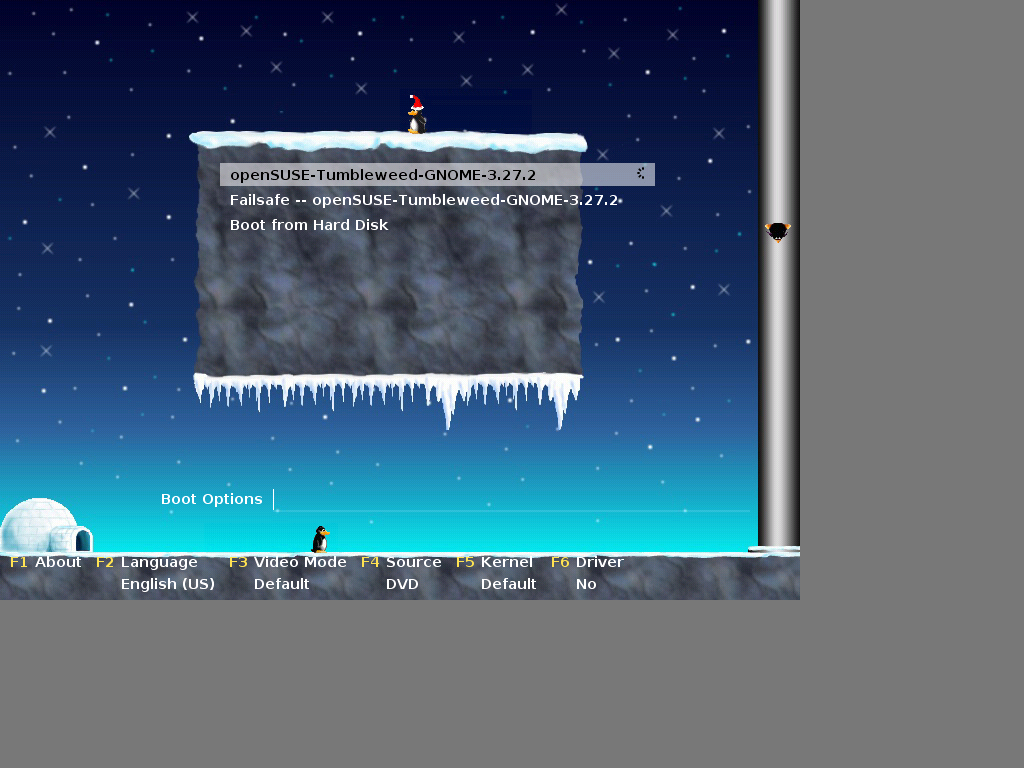 openSUSE-Tumbleweed-GNOME-3.27.2
Failsafe -- openSUSE-Tumbleweed-GNOME-3.27.2
Boot from Hard Disk
Boot Options
F1 About F2 Language F3 Video Mode F4 Source F5 Kernel F6 Driver
English (US) Default DVD Default No